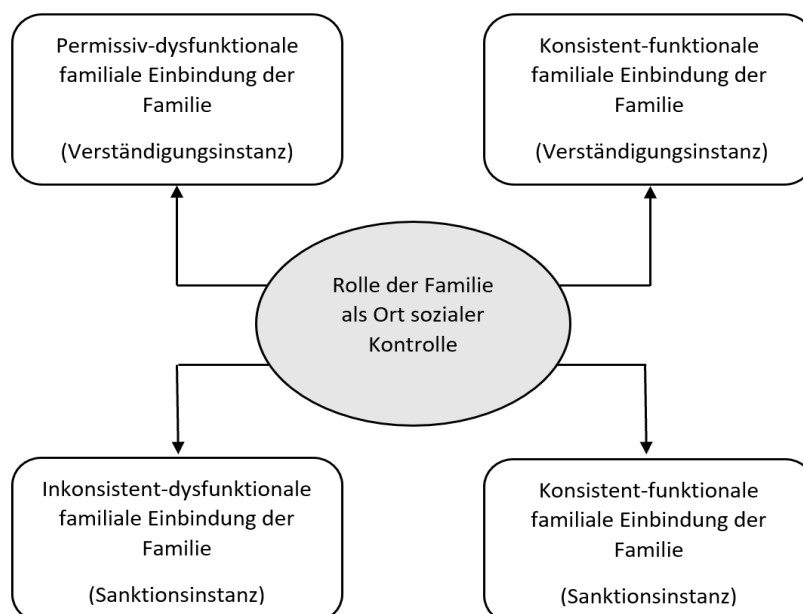 Permissiv-dysfunktionale
familiale Einbindung der
Familie
(Verständigungsinstanz)
Konsistent-funktionale
familiale Einbindung der
Familie
(Verständigungsinstanz)
Rolle der Familie
als Ort sozialer
Kontrolle
Inkonsistent-dysfunktionale
familiale Einbindung der
Familie
(Sanktionsinstanz)
Konsistent-funktionale
familiale Einbindung der
Familie
(Sanktionsinstanz)